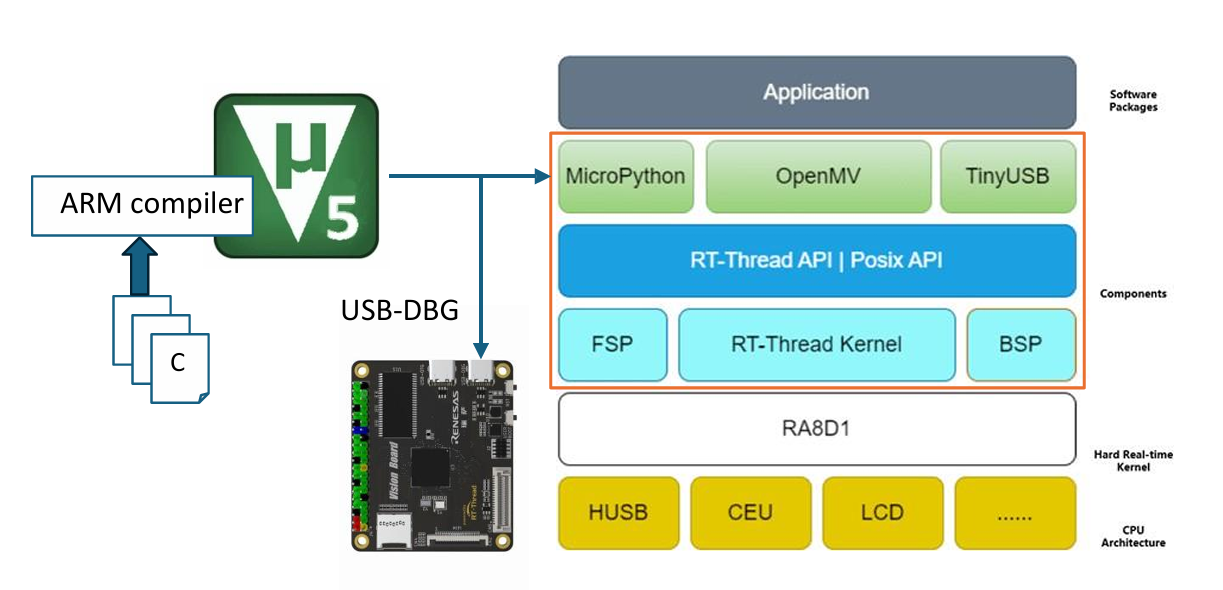 Application
Software
Packages
µ
5
ARM compiler
MicroPython
OpenMV
TinyUSB
RT-Thread API | Posix API
Components
USB-DBG
C
FSP
RT-Thread Kernel
BSP
RENESAS
Vision Board
RT-Thread
RA8D1
Hard Real-time
Kernel
HUSB
CEU
LCD
......
CPU
Architecture